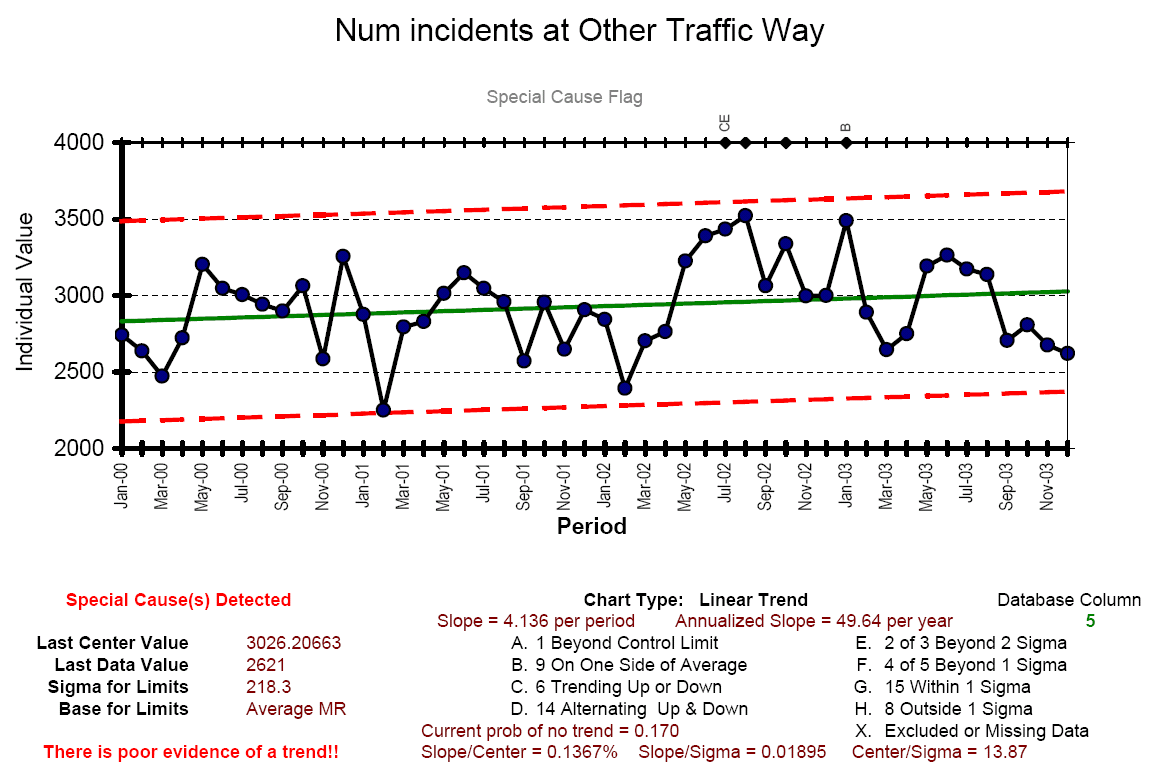 Num incidents at Other Traffic Way
Special Cause Flag
CE
B
Individual Value
4000
3500
3000
2500
2000
Jan-00
Mar-00
May-00
Jul-00
Sep-00
Nov-00
Jan-01
Mar-01
May-01
Jul-01
Sep-01
Nov-01
Jan-02
Mar-02
May-02
Jul-02
Sep-02
Nov-02
Jan-03
Mar-03
May-03
Jul-03
Sep-03
Nov-03
Period
Special Cause(s) Detected
Chart Type: Linear Trend
Database Column
Slope = 4.136 per period Annualized Slope = 49.64 per year
5
Last Center Value 3026.20663
A. 1 Beyond Control Limit
E. 2 of 3 Beyond 2 Sigma
Last Data Value 2621
B. 9 On One Side of Average
F. 4 of 5 Beyond 1 Sigma
Sigma for Limits 218.3
C. 6 Trending Up or Down
G. 15 Within 1 Sigma
Base for Limits Average MR
D. 14 Alternating Up & Down
H. 8 Outside 1 Sigma
Current prob of no trend = 0.170
X. Excluded or Missing Data
There is poor evidence of a trend!!
Slope/Center = 0.1367% Slope/Sigma = 0.01895 Center/Sigma = 13.87